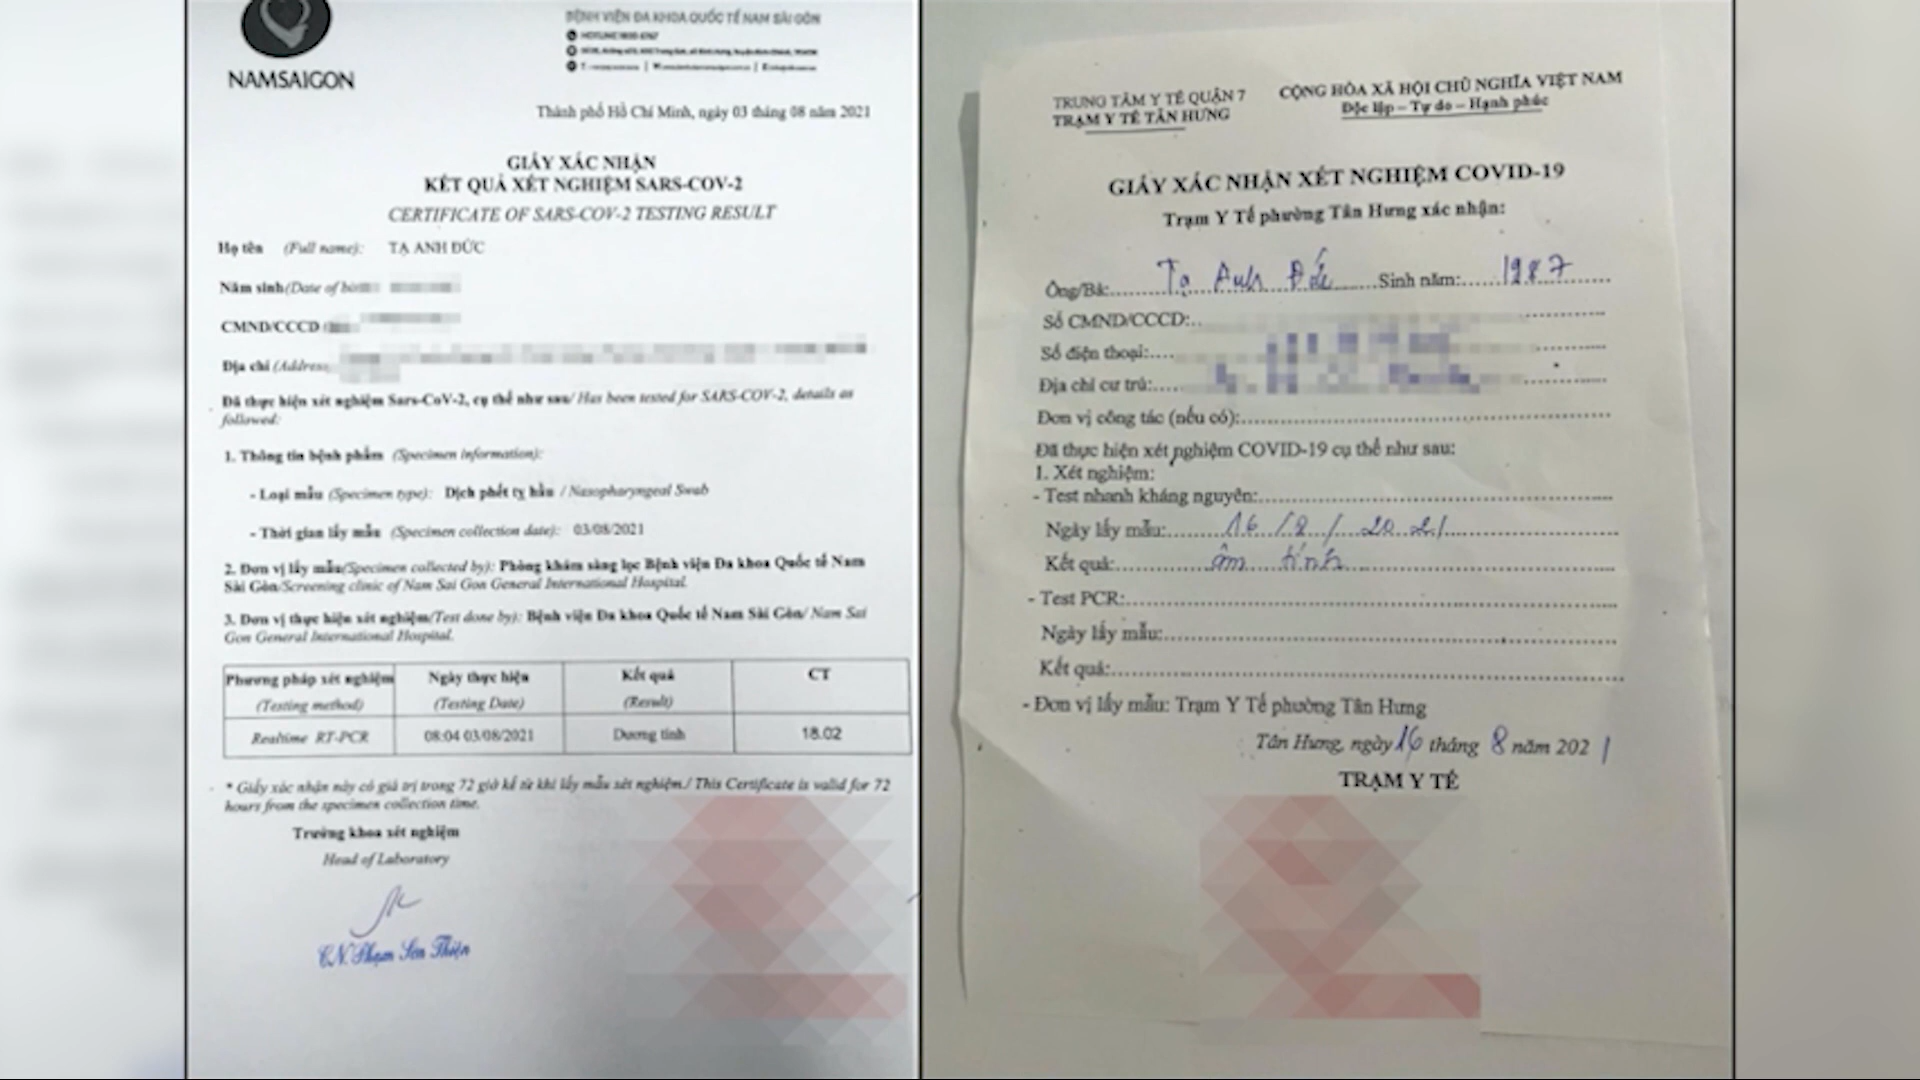 NAMSAIGON
BỆNH VIỆN ĐA KHOA QUỐC TẾ NAM SÀI GÒN
Thành phố Hồ Chí Minh, ngày 03 tháng 08 năm 2021
GIẤY XÁC NHẬN
KẾT QUẢ XÉT NGHIỆM SARS-COV-2
CERTIFICATE OF SARS-COV-2 TESTING RESULT
Họ tên (Full name): TẠ ANH ĐỨC
Năm sinh (Date of birth
CMND/CCCD
Địa chỉ (Address
Đã thực hiện xét nghiệm Sars-CoV-2, cụ thể như sau/ Has been tested for SARS-COV-2, details as
followed:
1. Thông tin bệnh phẩm (Specimen information):
- Loại mẫu (Specimen type): Dịch phết tỵ hầu / Nasopharyngeal Swab
- Thời gian lấy mẫu (Specimen collection date): 03/08/2021
2. Đơn vị lấy mẫu(Specimen collected by): Phòng khám sàng lọc Bệnh viện Đa khoa Quốc tế Nam
Sài Gòn/Screening clinic of Nam Sai Gon General International Hospital.
3. Đơn vị thực hiện xét nghiệm/Test done by): Bệnh viện Đa khoa Quốc tế Nam Sài Gòn/ Nam Sai
Gon General International Hospital.
Phương pháp xét nghiệm Ngày thực hiện Kết quả CT
(Testing method) (Testing Date) (Result)
Realtime RT-PCR 08:04 03/08/2021 Dương tính 18.02
* Giấy xác nhận này có giá trị trong 72 giờ kể từ khi lấy mẫu xét nghiệm./ This Certificate is valid for 72
hours from the specimen collection time.
Trưởng khoa xét nghiệm
Head of Laboratory
CN. Phạm Sơn Thiện
TRUNG TÂM Y TẾ QUẬN 7
TRẠM Y TẾ TÂN HƯNG
CỘNG HÒA XÃ HỘI CHỦ NGHĨA VIỆT NAM
Độc lập – Tự do – Hạnh phúc
GIẤY XÁC NHẬN XÉT NGHIỆM COVID-19
Trạm Y Tế phường Tân Hưng xác nhận:
Ông/Bà:.....Tạ Anh Đức.....Sinh năm:.....1987.....
Số CMND/CCCD:..
Số điện thoại:....
Địa chỉ cư trú:....
Đơn vị công tác (nếu có):.....
Đã thực hiện xét nghiệm COVID-19 cụ thể như sau:
1. Xét nghiệm:
- Test nhanh kháng nguyên:.....
Ngày lấy mẫu:.....16/8/2021.....
Kết quả:.....âm tính.....
- Test PCR:.....
Ngày lấy mẫu:.....
Kết quả:.....
- Đơn vị lấy mẫu: Trạm Y Tế phường Tân Hưng
Tân Hưng, ngày 16 tháng 8 năm 2021
TRẠM Y TẾ